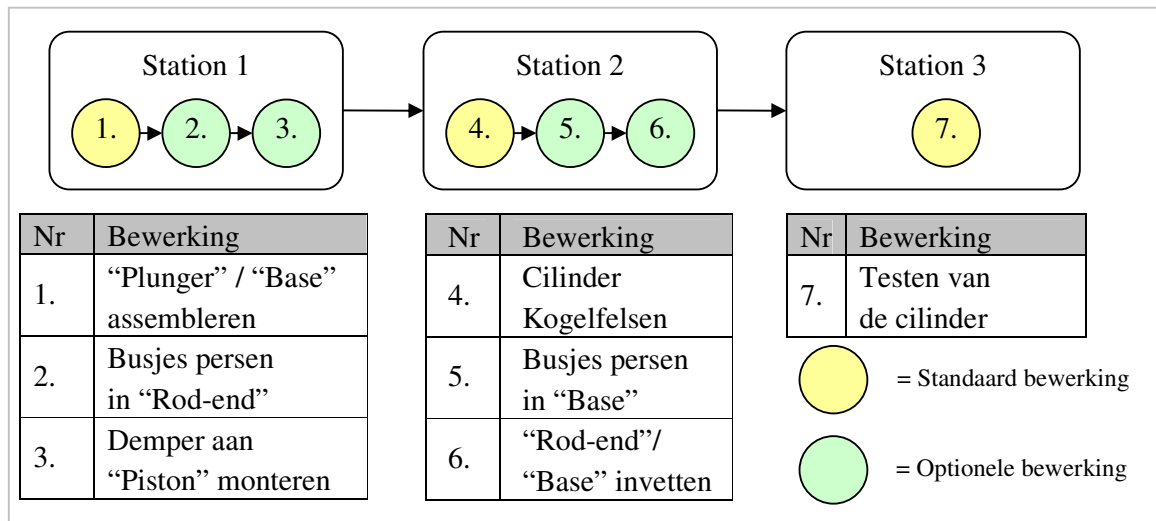 Station 1
1.
2.
3.
Station 2
4.
5.
6.
Station 3
7.
Nr Bewerking
1. “Plunger” / “Base”
assembleren
2. Busjes persen
in “Rod-end”
3. Demper aan
“Piston” monteren
Nr Bewerking
4. Cilinder
Kogelfelsen
5. Busjes persen
in “Base”
6. “Rod-end”/
“Base” invetten
Nr Bewerking
7. Testen van
de cilinder
= Standaard bewerking
= Optionele bewerking